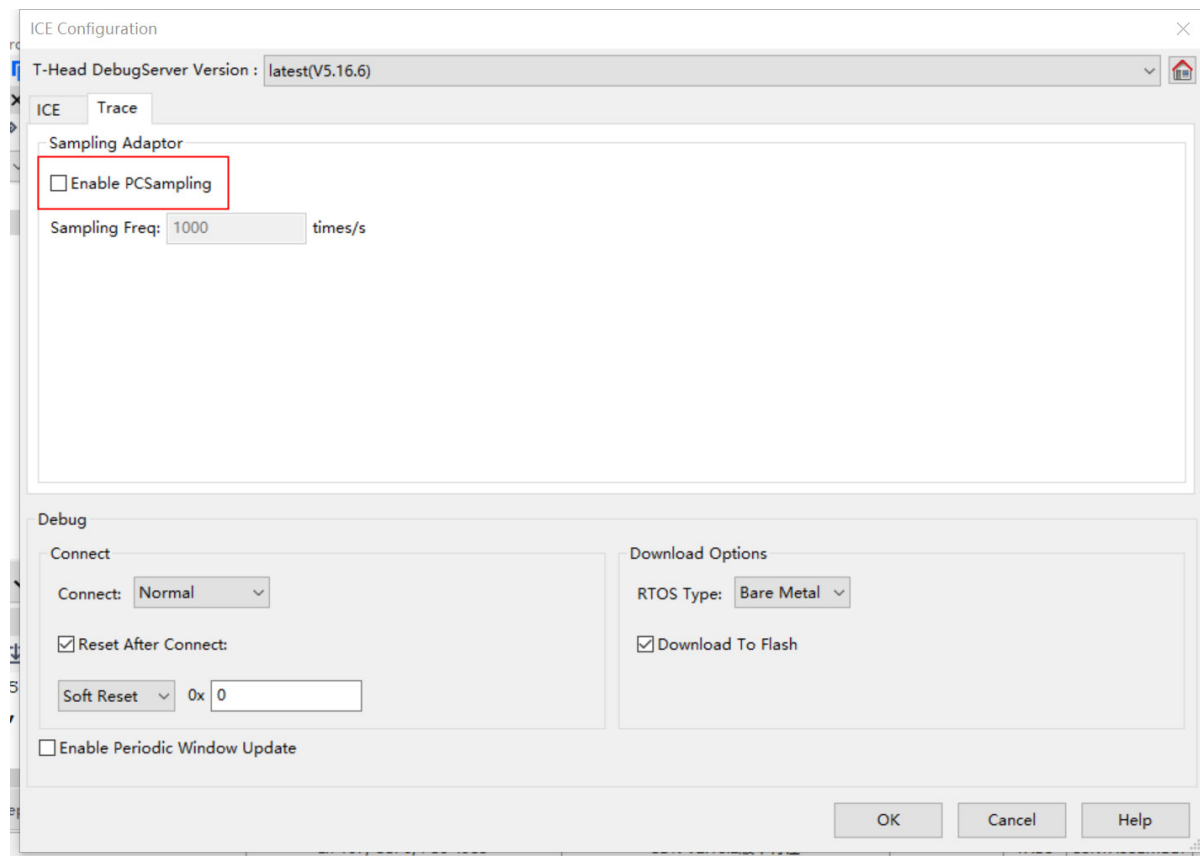 ICE Configuration
T-Head DebugServer Version : latest(V5.16.6)
ICE Trace
Sampling Adaptor
Enable PCSampling
Sampling Freq: 1000 times/s
Debug
Connect
Connect: Normal
Reset After Connect:
Soft Reset 0x 0
Enable Periodic Window Update
Download Options
RTOS Type: Bare Metal
Download To Flash
OK Cancel Help